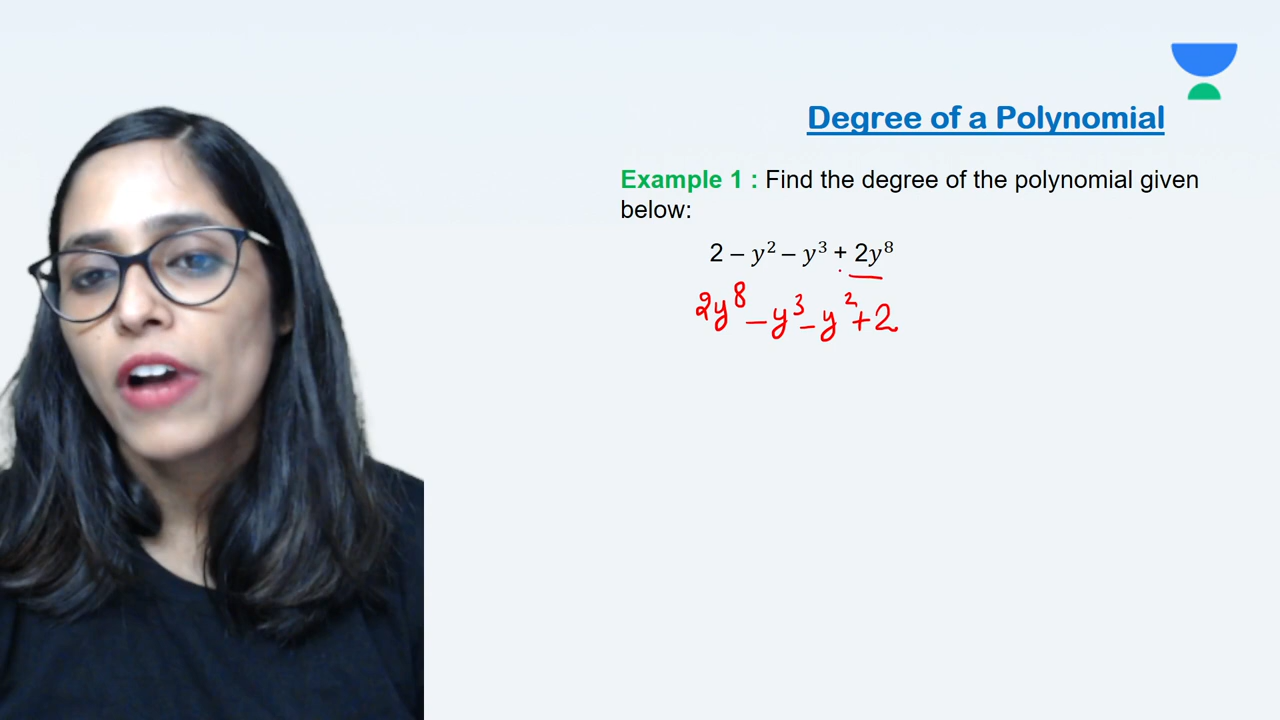 Degree of a Polynomial
Example 1 : Find the degree of the polynomial given
below:
2 – y² – y³ + 2y⁸
2y⁸ – y³ – y² + 2